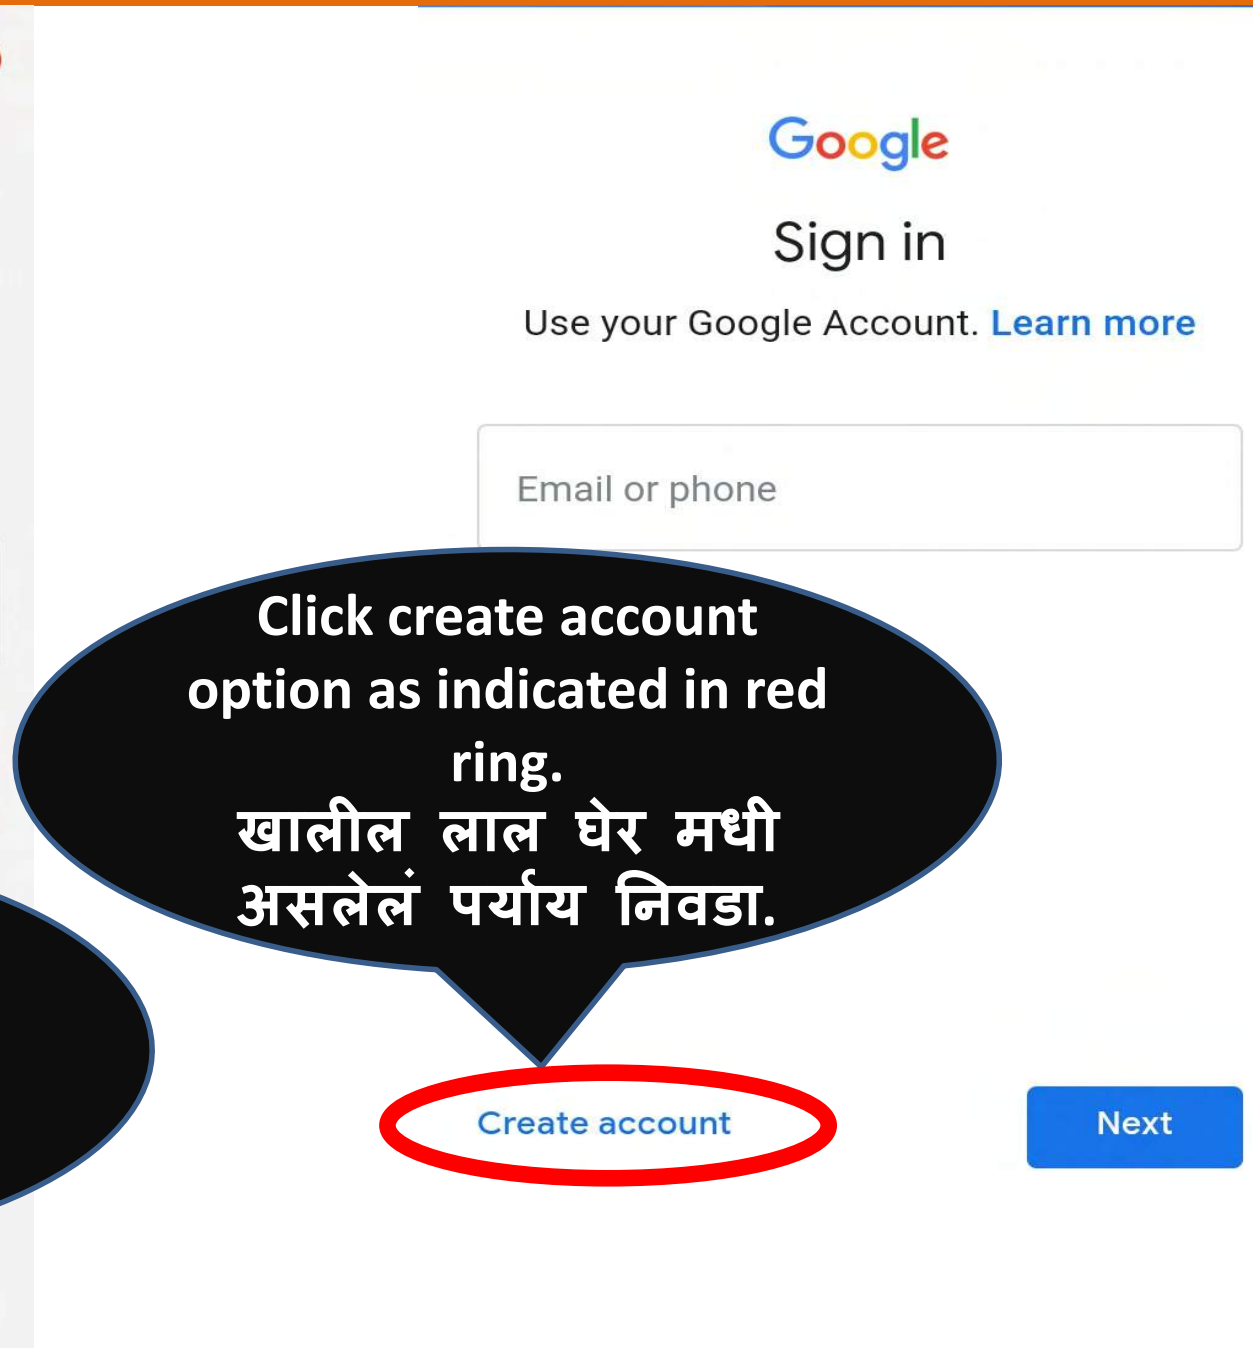 Google
Sign in
Use your Google Account. Learn more
Email or phone
Click create account
option as indicated in red
ring.
खालील लाल घेर मधी
असलेलं पर्याय निवडा.
Create account
Next